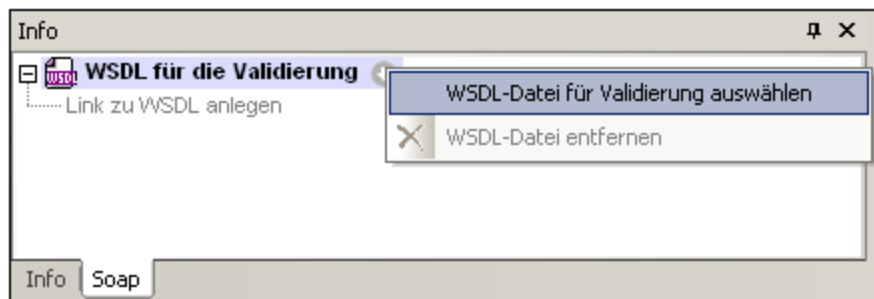 Info
WSDL für die Validierung
WSDL
Link zu WSDL anlegen
WSDL-Datei für Validierung auswählen
WSDL-Datei entfernen
Info
Soap